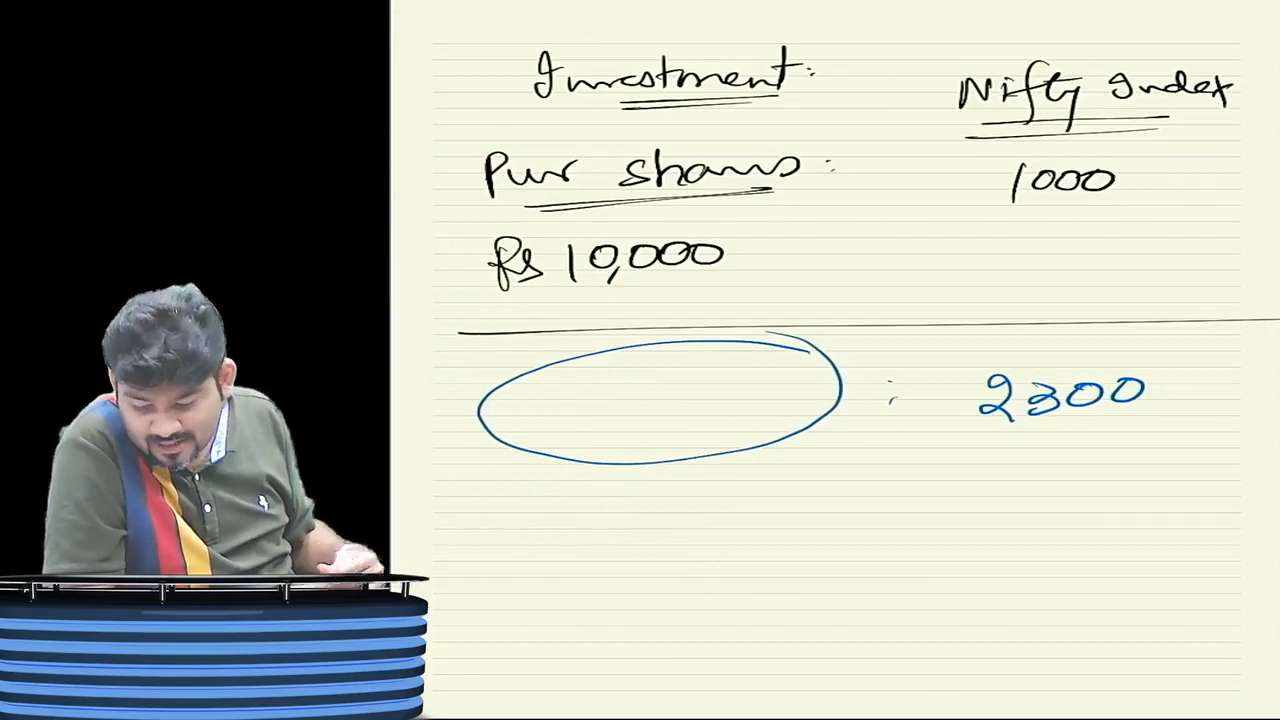 Investment:
Nifty Index
Pur shares:
1000
Rs 10,000
: 2300